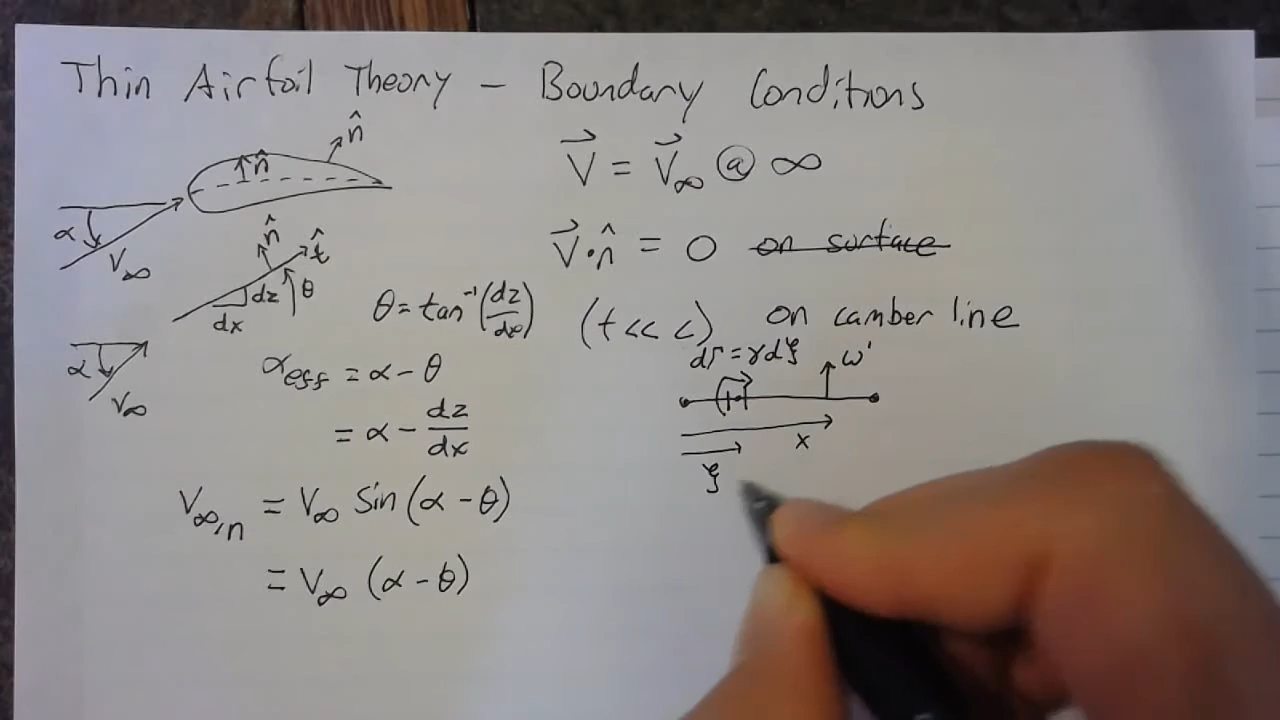 Thin Airfoil Theory - Boundary Conditions
n̂
n̂
α
V∞
V⃗ = V⃗∞ @ ∞
V⃗·n̂ = 0 on surface
n̂
t̂
dz
θ
dx
θ = tan⁻¹(dz/dx)
(t << c) on camber line
α
V∞
αeff = α - θ
= α - dz/dx
dΓ = γdξ
w'
x
ξ
V∞,n = V∞ sin(α - θ)
= V∞ (α - θ)